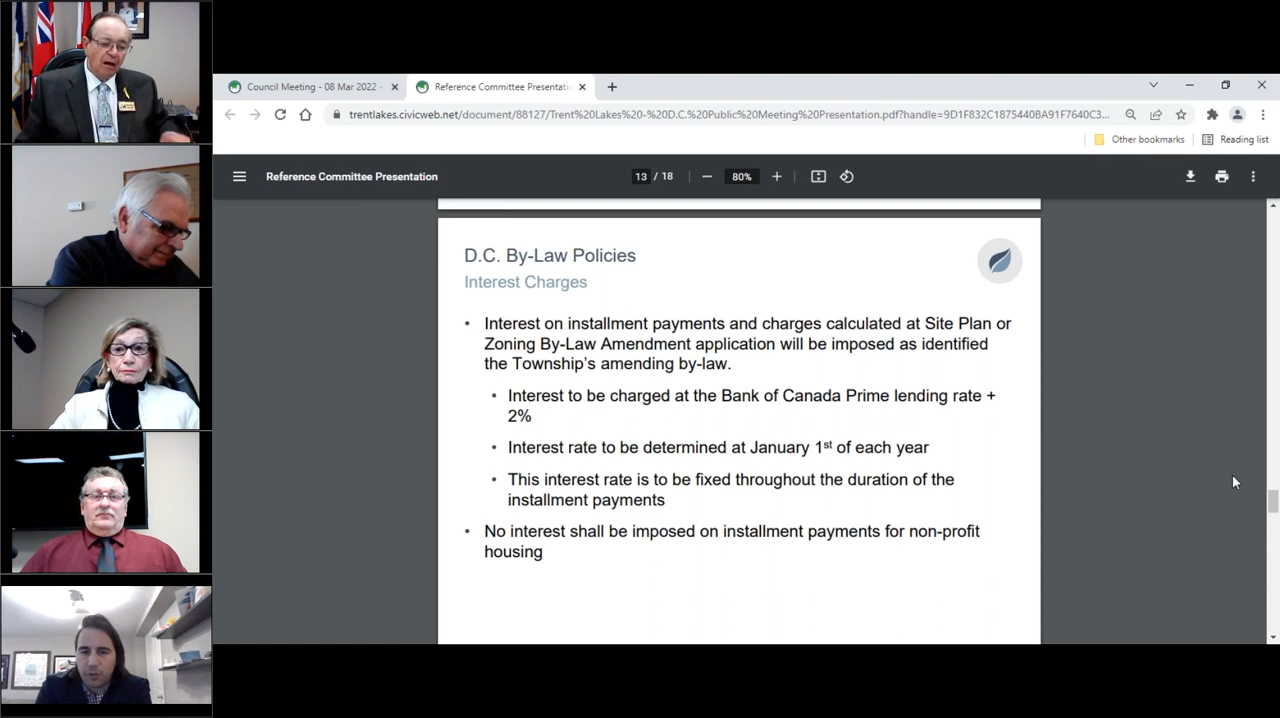 Council Meeting - 08 Mar 2022 -
Reference Committee Presentati
trentlakes.civicweb.net/document/88127/Trent%20Lakes%20-%20D.C.%20Public%20Meeting%20Presentation.pdf?handle=9D1F832C1875440BA91F7640C3...
Other bookmarks
Reading list
Reference Committee Presentation
13 / 18
80%
D.C. By-Law Policies
Interest Charges
• Interest on installment payments and charges calculated at Site Plan or
Zoning By-Law Amendment application will be imposed as identified
the Township's amending by-law.
• Interest to be charged at the Bank of Canada Prime lending rate +
2%
• Interest rate to be determined at January 1st of each year
• This interest rate is to be fixed throughout the duration of the
installment payments
• No interest shall be imposed on installment payments for non-profit
housing